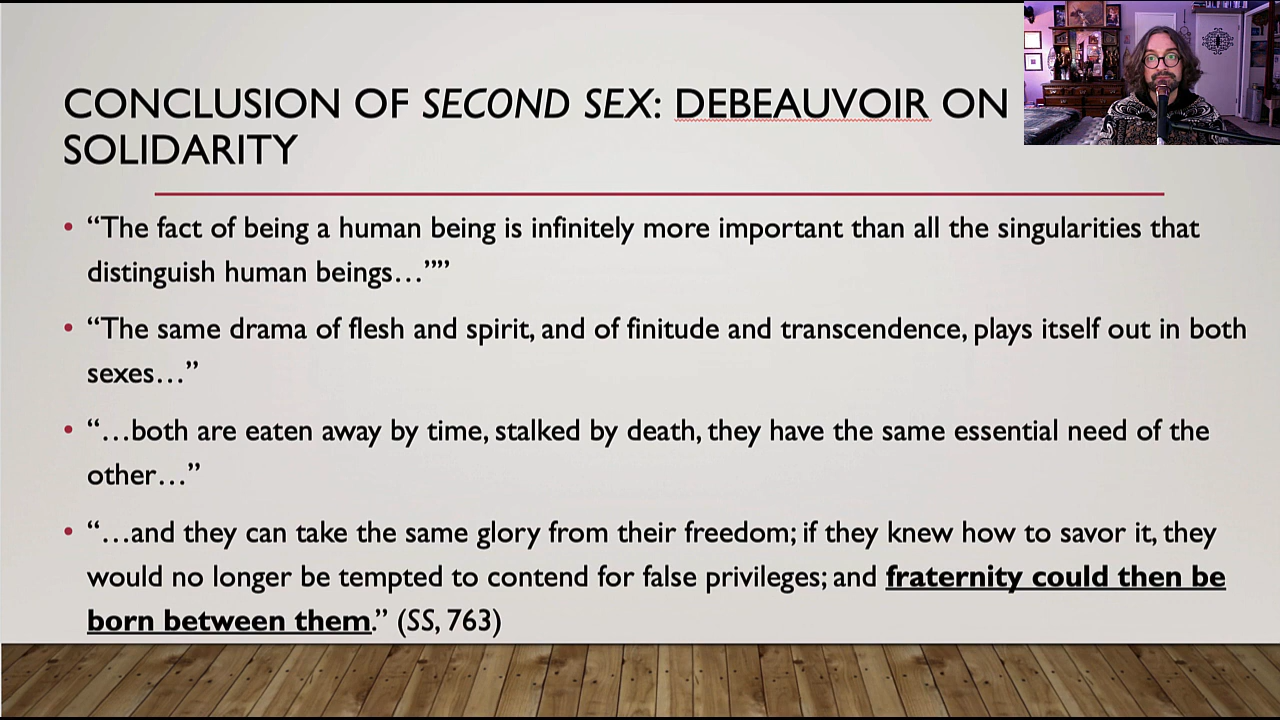 CONCLUSION OF SECOND SEX: DEBEAUVOIR ON
SOLIDARITY
• “The fact of being a human being is infinitely more important than all the singularities that
distinguish human beings…””
• “The same drama of flesh and spirit, and of finitude and transcendence, plays itself out in both
sexes…”
• “…both are eaten away by time, stalked by death, they have the same essential need of the
other…”
• “…and they can take the same glory from their freedom; if they knew how to savor it, they
would no longer be tempted to contend for false privileges; and fraternity could then be
born between them.” (SS, 763)